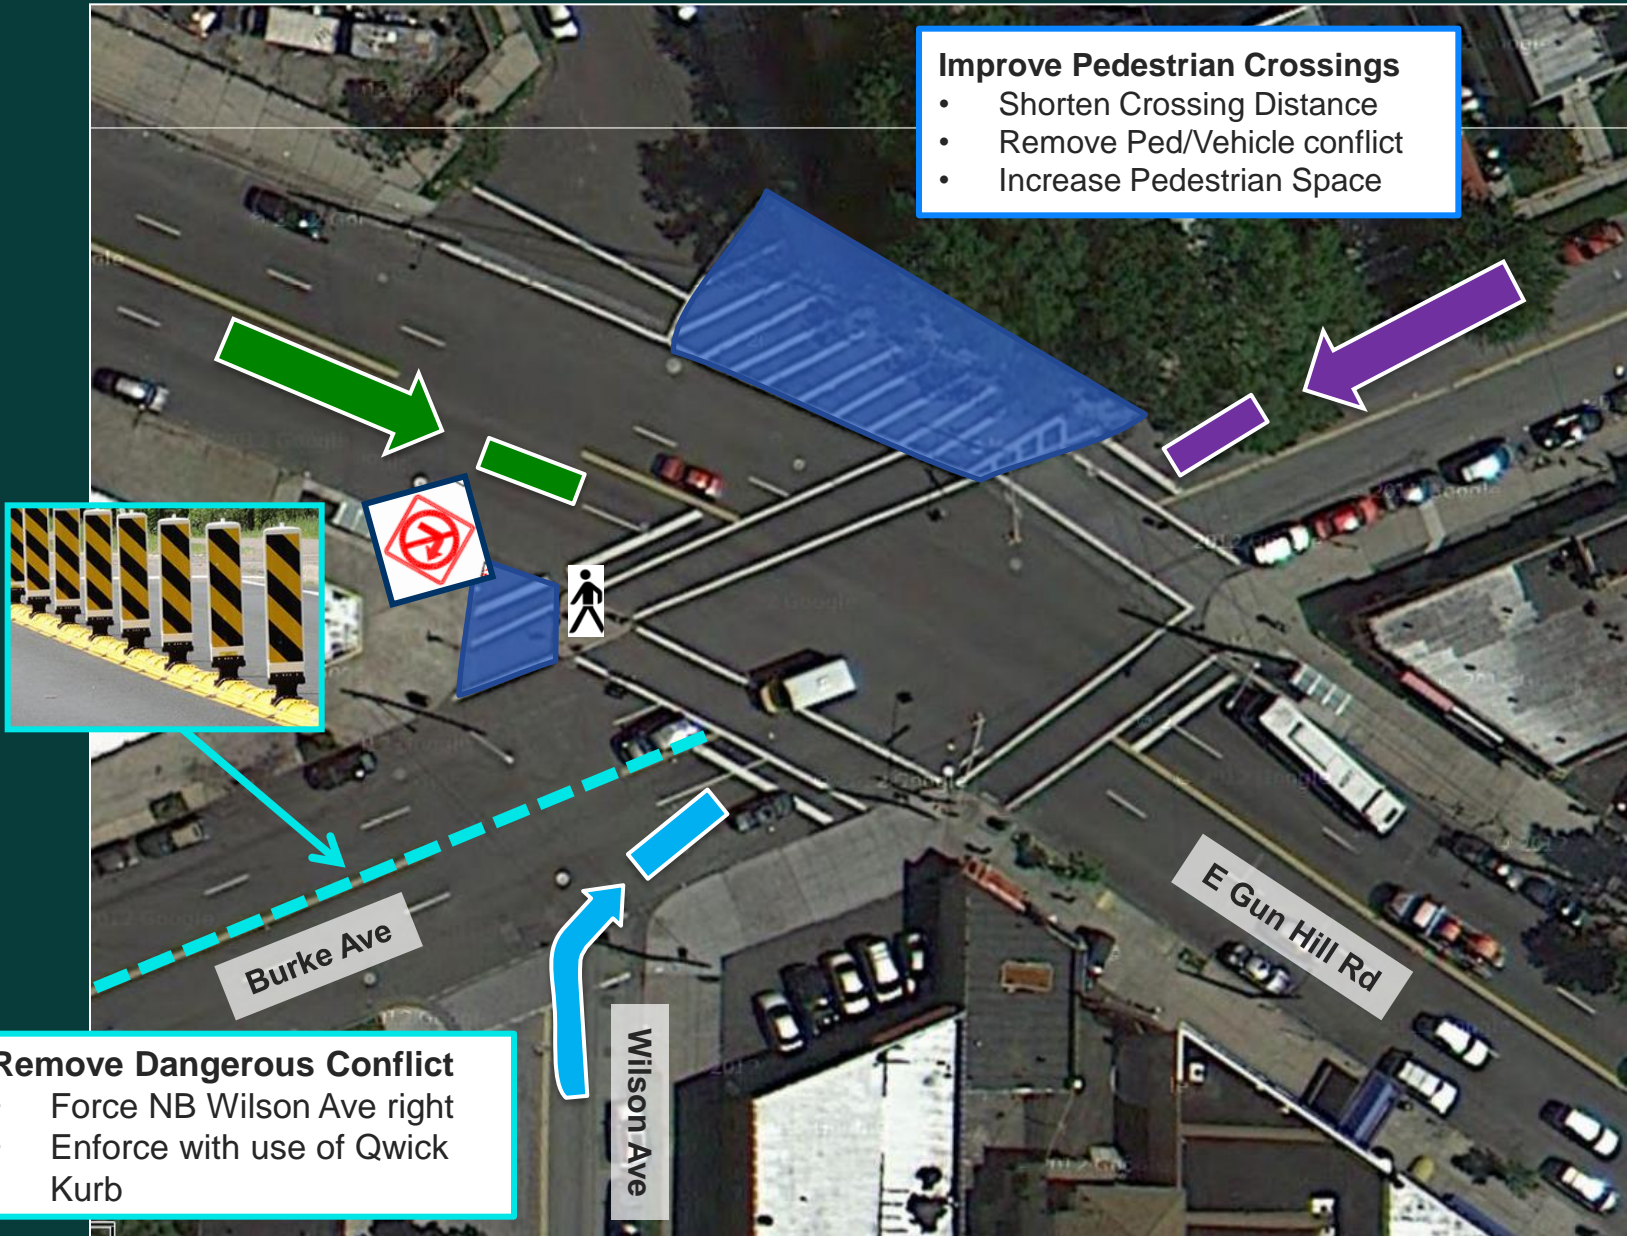 Improve Pedestrian Crossings
• Shorten Crossing Distance
• Remove Ped/Vehicle conflict
• Increase Pedestrian Space
Burke Ave
E Gun Hill Rd
Wilson Ave
Remove Dangerous Conflict
Force NB Wilson Ave right
Enforce with use of Qwick
Kurb